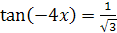 tan(−4x) = 1/√3